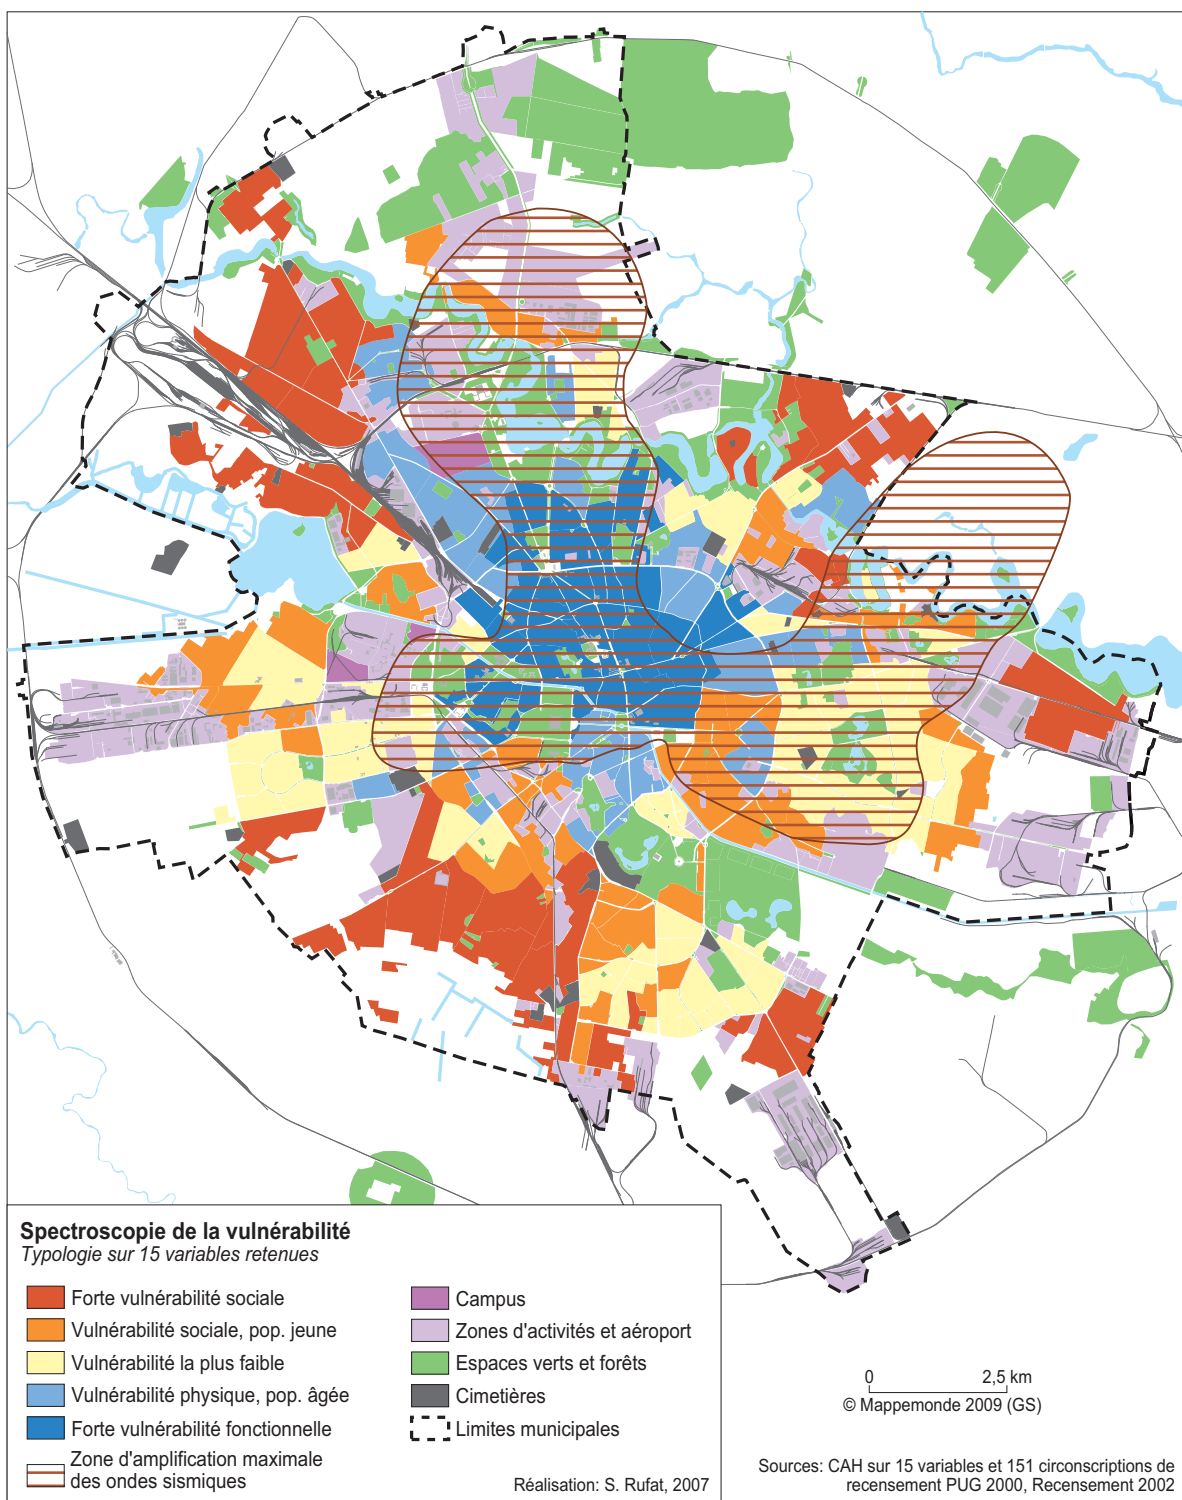 Spectroscopie de la vulnérabilité
Typologie sur 15 variables retenues
Forte vulnérabilité sociale
Vulnérabilité sociale, pop. jeune
Vulnérabilité la plus faible
Vulnérabilité physique, pop. âgée
Forte vulnérabilité fonctionnelle
Zone d'amplification maximale
des ondes sismiques
Campus
Zones d'activités et aéroport
Espaces verts et forêts
Cimetières
Limites municipales
Réalisation: S. Rufat, 2007
0 2,5 km
© Mappemonde 2009 (GS)
Sources: CAH sur 15 variables et 151 circonscriptions de
recensement PUG 2000, Recensement 2002